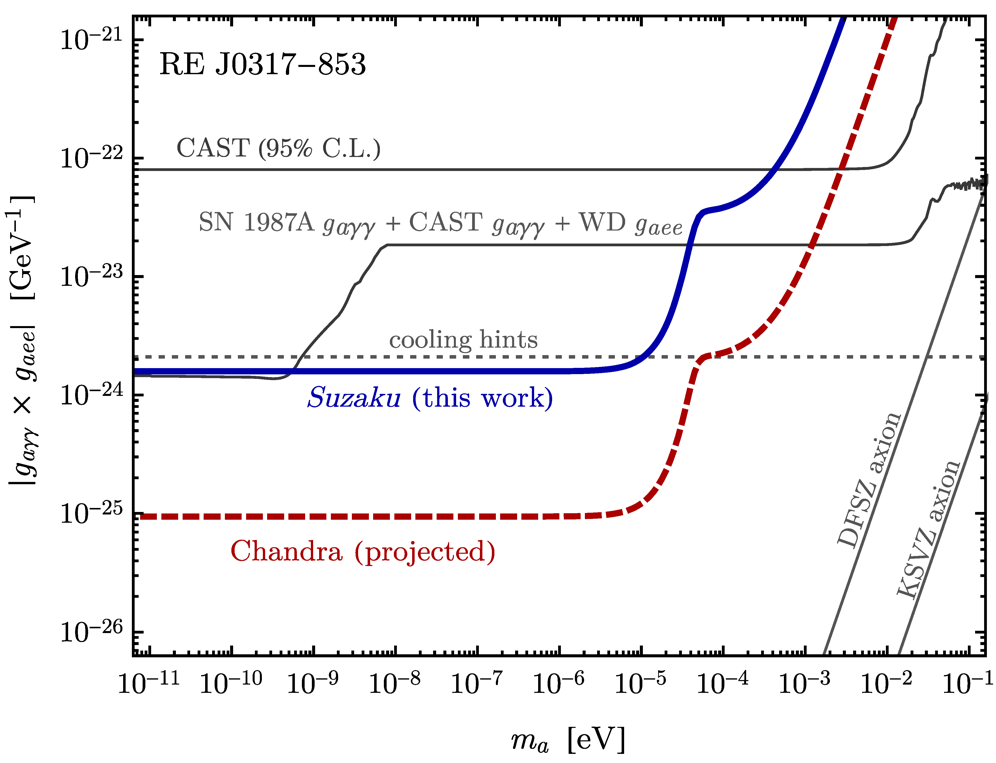 RE J0317−853
CAST (95% C.L.)
SN 1987A gₐγγ + CAST gₐγγ + WD gₐₑₑ
cooling hints
Suzaku (this work)
Chandra (projected)
DFSZ axion
KSVZ axion
|gₐγγ × gₐₑₑ| [GeV⁻¹]
10⁻²¹
10⁻²²
10⁻²³
10⁻²⁴
10⁻²⁵
10⁻²⁶
10⁻¹¹ 10⁻¹⁰ 10⁻⁹ 10⁻⁸ 10⁻⁷ 10⁻⁶ 10⁻⁵ 10⁻⁴ 10⁻³ 10⁻² 10⁻¹
mₐ [eV]